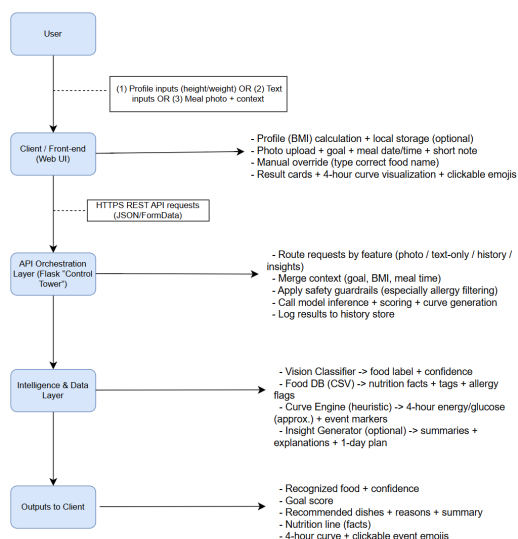 User
(1) Profile inputs (height/weight) OR (2) Text
inputs OR (3) Meal photo + context
Client / Front-end
(Web UI)
- Profile (BMI) calculation + local storage (optional)
- Photo upload + goal + meal date/time + short note
- Manual override (type correct food name)
- Result cards + 4-hour curve visualization + clickable emojis
HTTPS REST API requests
(JSON/FormData)
API Orchestration
Layer (Flask "Control
Tower")
- Route requests by feature (photo / text-only / history /
insights)
- Merge context (goal, BMI, meal time)
- Apply safety guardrails (especially allergy filtering)
- Call model inference + scoring + curve generation
- Log results to history store
Intelligence & Data
Layer
- Vision Classifier -> food label + confidence
- Food DB (CSV) -> nutrition facts + tags + allergy
flags
- Curve Engine (heuristic) -> 4-hour energy/glucose
(approx.) + event markers
- Insight Generator (optional) -> summaries +
explanations + 1-day plan
Outputs to Client
- Recognized food + confidence
- Goal score
- Recommended dishes + reasons + summary
- Nutrition line (facts)
- 4-hour curve + clickable event emojis